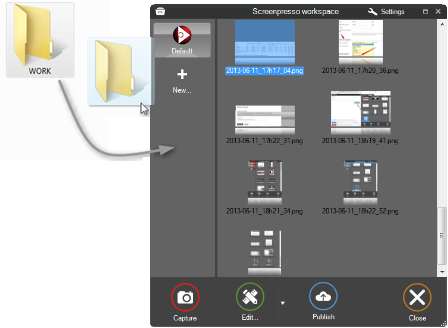 Screenpresso workspace
Settings
WORK
Default
New...
2013-06-11_17h17_04.png
2013-06-11_17h20_36.png
2013-06-11_17h22_31.png
2013-06-11_18h19_41.png
2013-06-11_18h21_34.png
2013-06-11_18h22_52.png
Capture
Edit...
Publish
Close